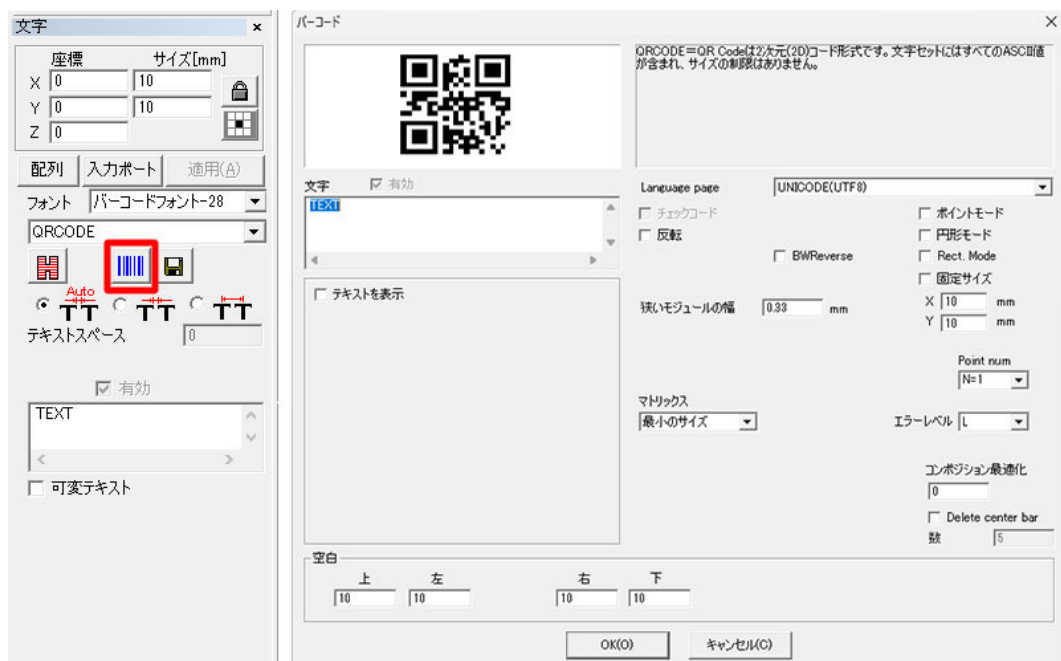 文字
座標 サイズ[mm]
X 0 10
Y 0 10
Z 0
配列 入力ポート 適用(A)
フォント バーコードフォント-28
QRCODE
Auto
TT TT TT
テキストスペース 0
有効
TEXT
可変テキスト
バーコード
QRCODE=QR Codeは2次元(2D)コード形式です。文字セットにはすべてのASCII値
が含まれ、サイズの制限はありません。
文字 有効
TEXT
テキストを表示
Language page UNICODE(UTF8)
チェックコード ポイントモード
反転 円形モード
BWReverse Rect. Mode
固定サイズ
狭いモジュールの幅 0.33 mm
X 10 mm
Y 10 mm
Point num
N=1
マトリックス
最小のサイズ エラーレベル L
コンポジション最適化
0
Delete center bar
数 5
空白
上 左 右 下
10 10 10 10
OK(O) キャンセル(C)